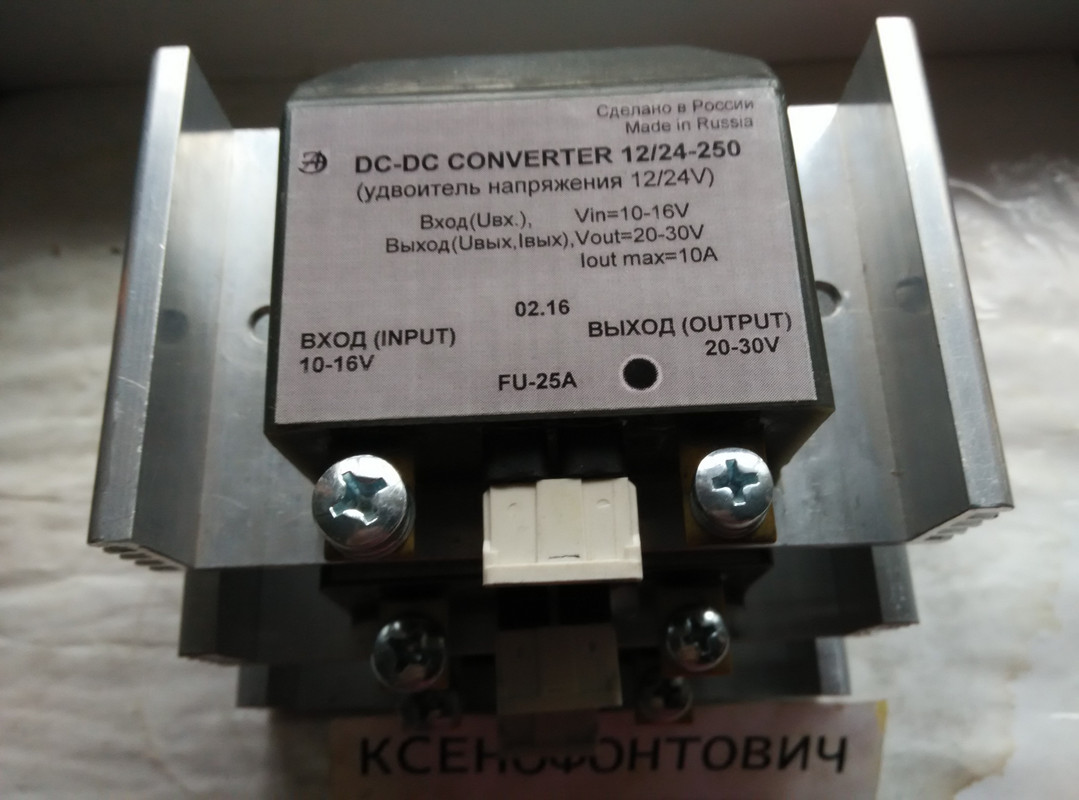 Сделано в России
Made in Russia
DC-DC CONVERTER 12/24-250
(удвоитель напряжения 12/24V)
Вход(Uвх.), Vin=10-16V
Выход(Uвых,Iвых),Vout=20-30V
Iout max=10A
02.16
ВХОД (INPUT) ВЫХОД (OUTPUT)
10-16V 20-30V
FU-25A
КСЕНОФОНТОВИЧ